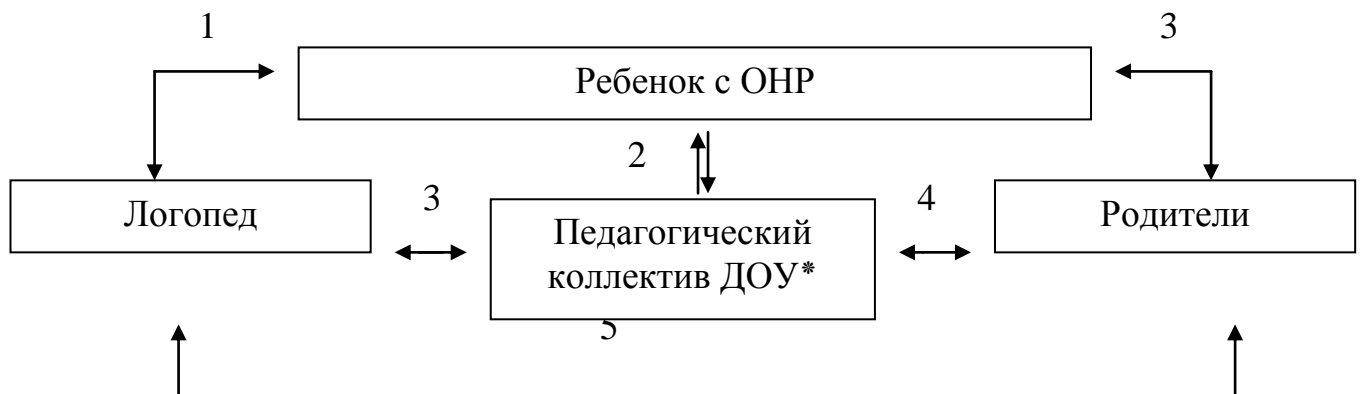 1
3
Ребенок с ОНР
2
Логопед
3
4
Родители
Педагогический
коллектив ДОУ*
5